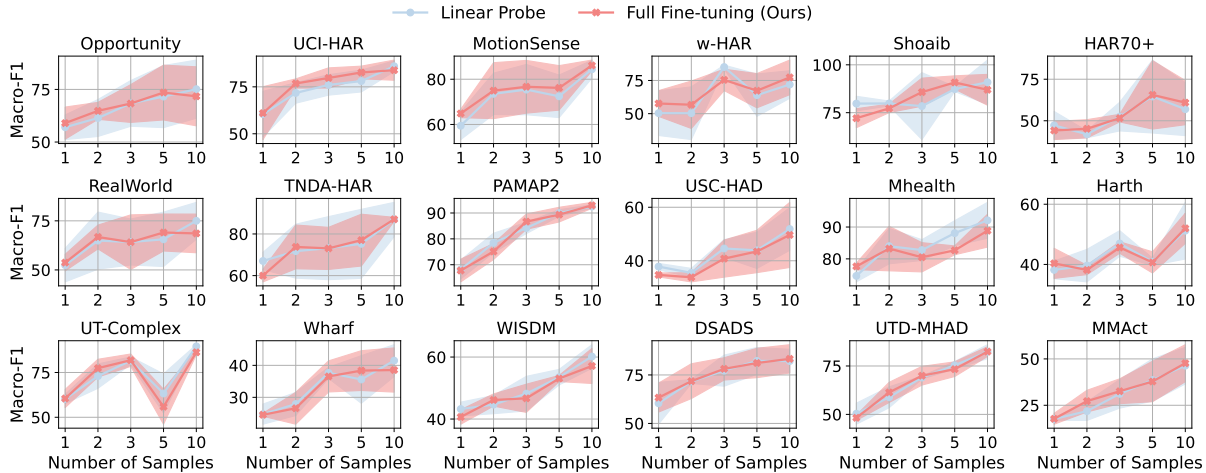 Linear Probe Full Fine-tuning (Ours)
Opportunity UCI-HAR MotionSense w-HAR Shoaib HAR70+
Macro-F1
75
50
1 2 3 5 10
75
50
1 2 3 5 10
80
60
1 2 3 5 10
75
50
1 2 3 5 10
100
75
1 2 3 5 10
75
50
1 2 3 5 10
RealWorld TNDA-HAR PAMAP2 USC-HAD Mhealth Harth
Macro-F1
75
50
1 2 3 5 10
80
60
1 2 3 5 10
90
80
70
1 2 3 5 10
60
40
1 2 3 5 10
90
80
1 2 3 5 10
60
40
1 2 3 5 10
UT-Complex Wharf WISDM DSADS UTD-MHAD MMAct
Macro-F1
75
50
1 2 3 5 10
40
30
1 2 3 5 10
60
40
1 2 3 5 10
75
50
1 2 3 5 10
75
50
1 2 3 5 10
50
25
1 2 3 5 10
Number of Samples Number of Samples Number of Samples Number of Samples Number of Samples Number of Samples